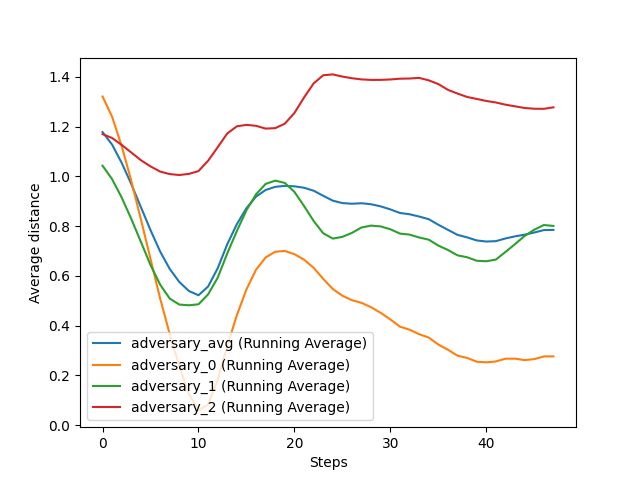 1.4
1.2
1.0
0.8
0.6
0.4
0.2
0.0
Average distance
adversary_avg (Running Average)
adversary_0 (Running Average)
adversary_1 (Running Average)
adversary_2 (Running Average)
0 10 20 30 40
Steps